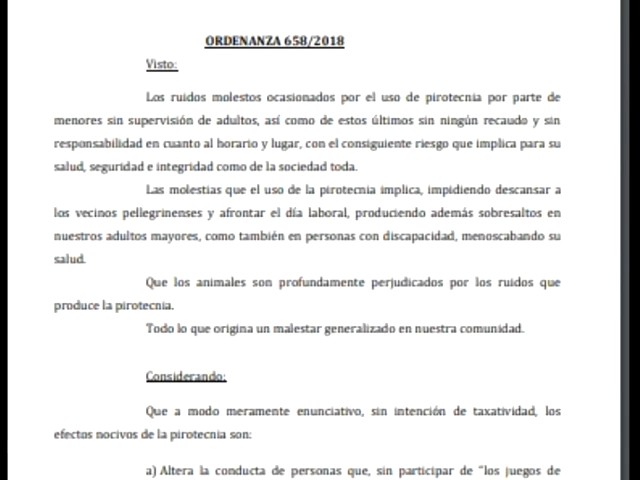 ORDENANZA 658/2018
Visto:
Los ruidos molestos ocasionados por el uso de pirotecnia por parte de
menores sin supervisión de adultos, así como de estos últimos sin ningún recaudo y sin
responsabilidad en cuanto al horario y lugar, con el consiguiente riesgo que implica para su
salud, seguridad e integridad como de la sociedad toda.
Las molestias que el uso de la pirotecnia implica, impidiendo descansar a
los vecinos pellegrinenses y afrontar el día laboral, produciendo además sobresaltos en
nuestros adultos mayores, como también en personas con discapacidad, menoscabando su
salud.
Que los animales son profundamente perjudicados por los ruidos que
produce la pirotecnia.
Todo lo que origina un malestar generalizado en nuestra comunidad.
Considerando:
Que a modo meramente enunciativo, sin intención de taxatividad, los
efectos nocivos de la pirotecnia son:
a) Altera la conducta de personas que, sin participar de "los juegos de